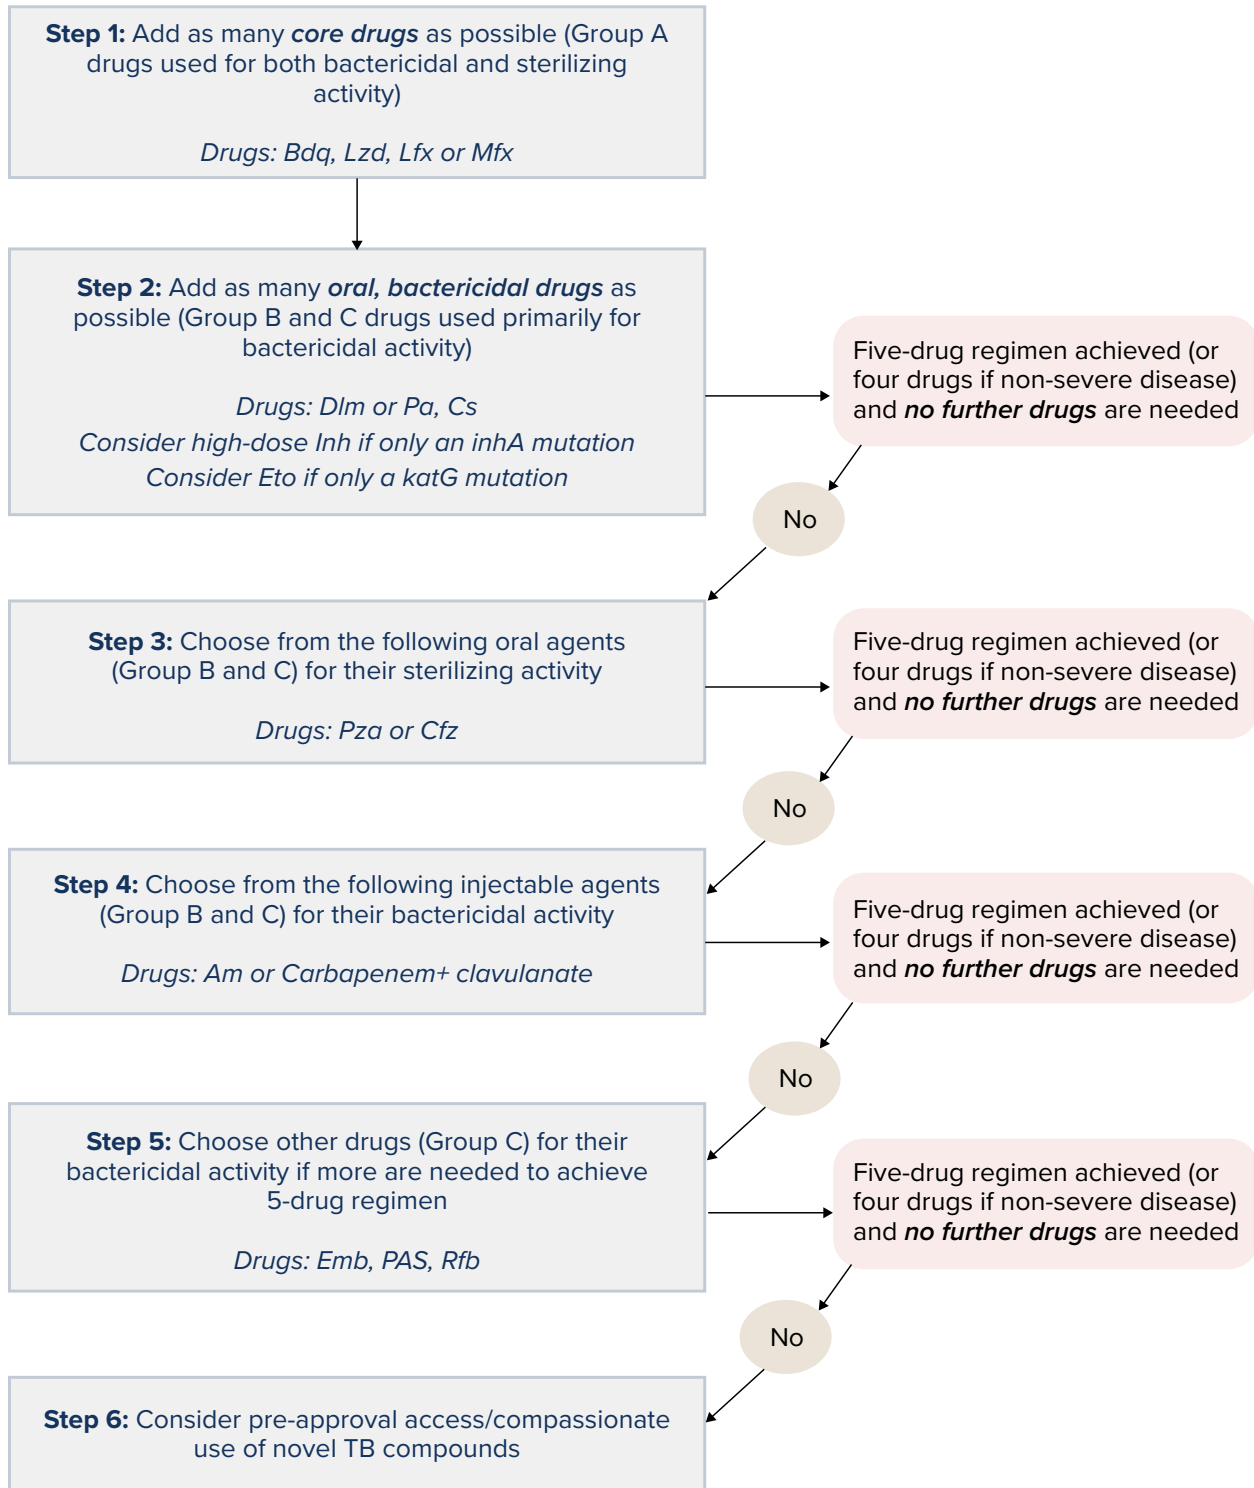 Step 1: Add as many core drugs as possible (Group A
drugs used for both bactericidal and sterilizing
activity)
Drugs: Bdq, Lzd, Lfx or Mfx
Step 2: Add as many oral, bactericidal drugs as
possible (Group B and C drugs used primarily for
bactericidal activity)
Drugs: Dlm or Pa, Cs
Consider high-dose Inh if only an inhA mutation
Consider Eto if only a katG mutation
Five-drug regimen achieved (or
four drugs if non-severe disease)
and no further drugs are needed
No
Step 3: Choose from the following oral agents
(Group B and C) for their sterilizing activity
Drugs: Pza or Cfz
Five-drug regimen achieved (or
four drugs if non-severe disease)
and no further drugs are needed
No
Step 4: Choose from the following injectable agents
(Group B and C) for their bactericidal activity
Drugs: Am or Carbapenem+ clavulanate
Five-drug regimen achieved (or
four drugs if non-severe disease)
and no further drugs are needed
No
Step 5: Choose other drugs (Group C) for their
bactericidal activity if more are needed to achieve
5-drug regimen
Drugs: Emb, PAS, Rfb
Five-drug regimen achieved (or
four drugs if non-severe disease)
and no further drugs are needed
No
Step 6: Consider pre-approval access/compassionate
use of novel TB compounds